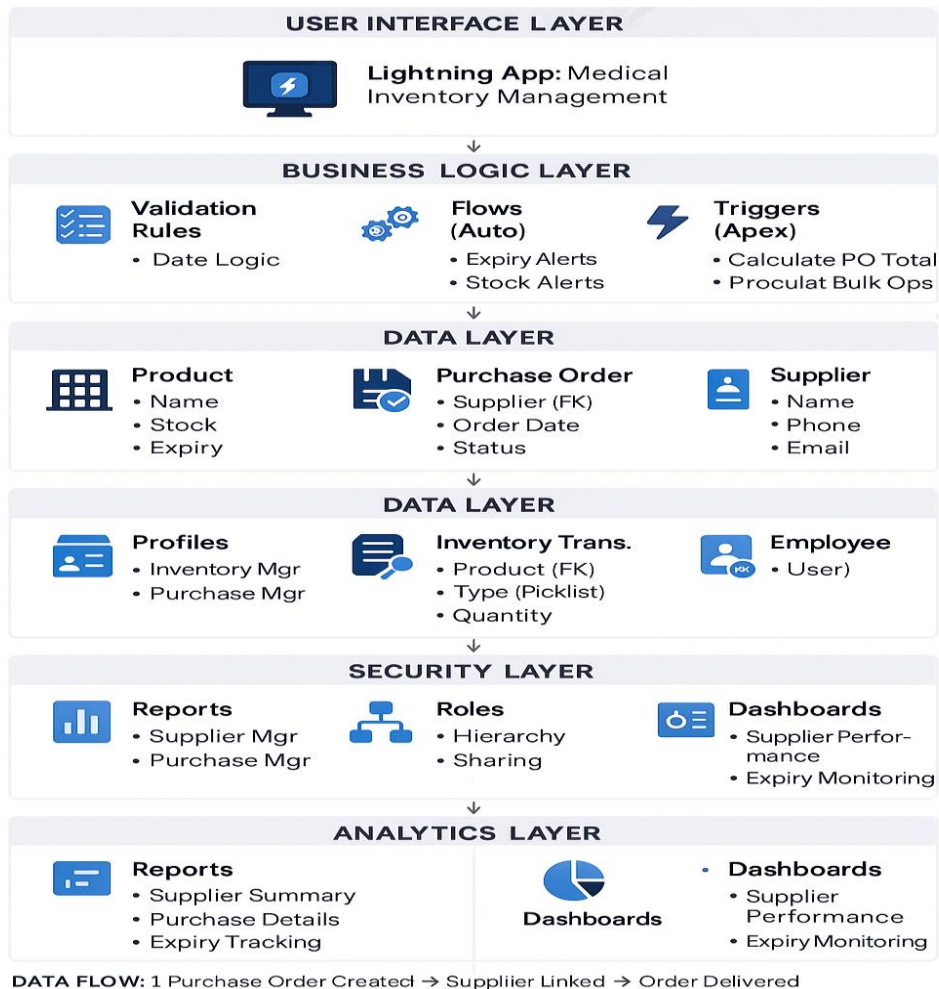 USER INTERFACE LAYER
Lightning App: Medical
Inventory Management
BUSINESS LOGIC LAYER
Validation
Rules
• Date Logic
Flows
(Auto)
• Expiry Alerts
• Stock Alerts
Triggers
(Apex)
• Calculate PO Total
• Proculat Bulk Ops
DATA LAYER
Product
• Name
• Stock
• Expiry
Purchase Order
• Supplier (FK)
• Order Date
• Status
Supplier
• Name
• Phone
• Email
DATA LAYER
Profiles
• Inventory Mgr
• Purchase Mgr
Inventory Trans.
• Product (FK)
• Type (Picklist)
• Quantity
Employee
• User)
SECURITY LAYER
Reports
• Supplier Mgr
• Purchase Mgr
Roles
• Hierarchy
• Sharing
Dashboards
• Supplier Perfor-
mance
• Expiry Monitoring
ANALYTICS LAYER
Reports
• Supplier Summary
• Purchase Details
• Expiry Tracking
Dashboards
• Dashboards
• Supplier
Performance
• Expiry Monitoring
DATA FLOW: 1 Purchase Order Created → Suppliier Linked → Order Delivered